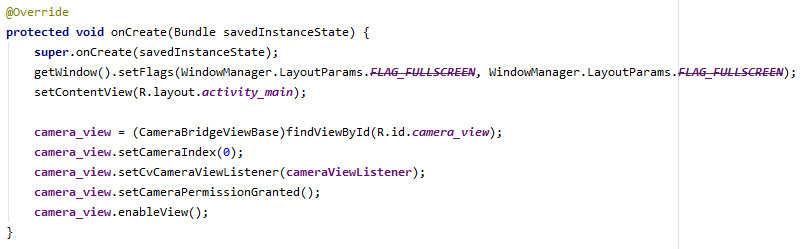 @Override
protected void onCreate(Bundle savedInstanceState) {
    super.onCreate(savedInstanceState);
    getWindow().setFlags(WindowManager.LayoutParams.FLAG_FULLSCREEN, WindowManager.LayoutParams.FLAG_FULLSCREEN);
    setContentView(R.layout.activity_main);

    camera_view = (CameraBridgeViewBase)findViewById(R.id.camera_view);
    camera_view.setCameraIndex(0);
    camera_view.setCvCameraViewListener(cameraViewListener);
    camera_view.setCameraPermissionGranted();
    camera_view.enableView();
}